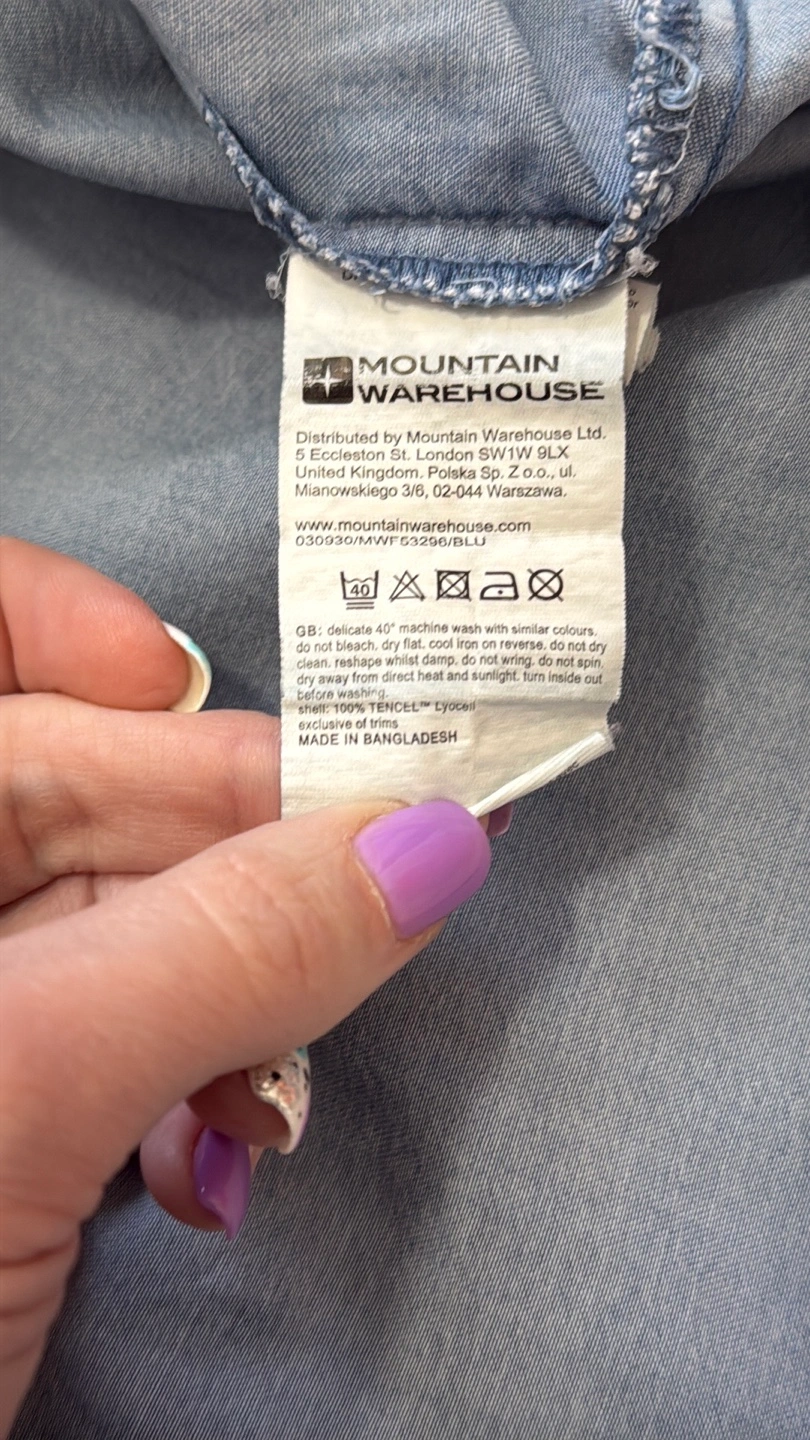 MOUNTAIN
WAREHOUSE
Distributed by Mountain Warehouse Ltd.
5 Eccleston St. London SW1W 9LX
United Kingdom. Polska Sp. Z o.o., ul.
Mianowskiego 3/6, 02-044 Warszawa.
www.mountainwarehouse.com
030930/MWF53296/BLU
40
GB: delicate 40° machine wash with similar colours.
do not bleach. dry flat. cool iron on reverse. do not dry
clean. reshape whilst damp. do not wring. do not spin.
dry away from direct heat and sunlight. turn inside out
before washing.
shell: 100% TENCEL™ Lyocell
exclusive of trims
MADE IN BANGLADESH